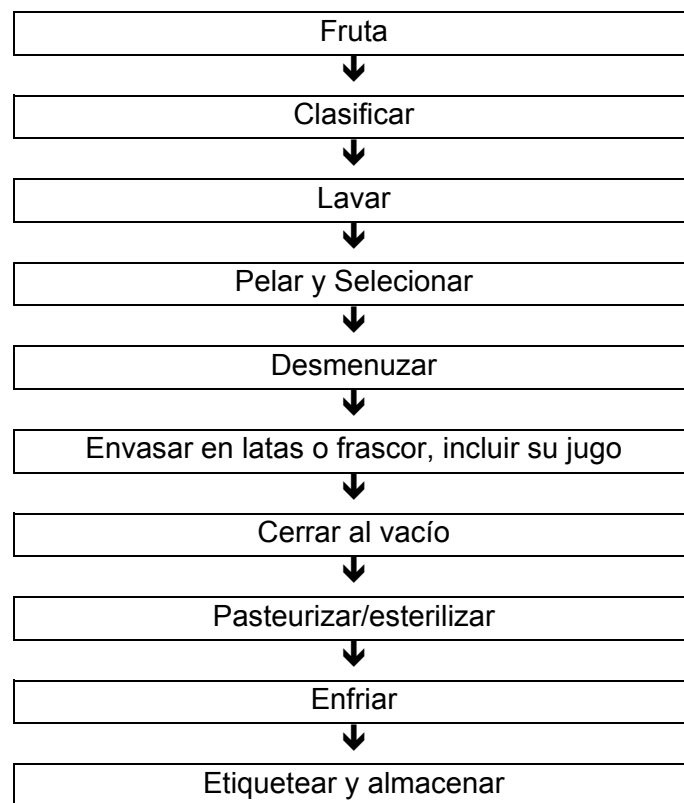 Fruta
Clasificar
Lavar
Pelar y Selecionar
Desmenuzar
Envasar en latas o frascor, incluir su jugo
Cerrar al vacío
Pasteurizar/esterilizar
Enfriar
Etiquetear y almacenar